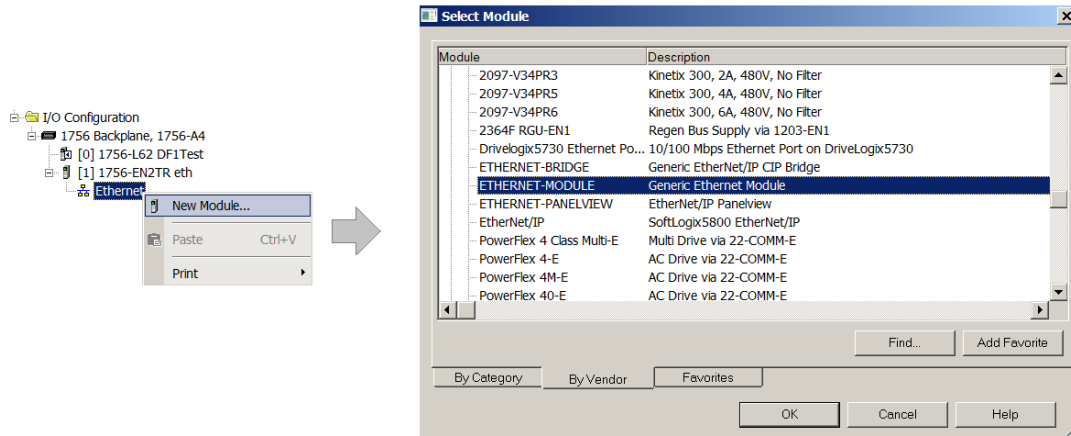 I/O Configuration
1756 Backplane, 1756-A4
[0] 1756-L62 DF1Test
[1] 1756-EN2TR eth
Ethernet
New Module...
Paste Ctrl+V
Print
Select Module
Module Description
2097-V34PR3 Kinetix 300, 2A, 480V, No Filter
2097-V34PR5 Kinetix 300, 4A, 480V, No Filter
2097-V34PR6 Kinetix 300, 6A, 480V, No Filter
2364F RGU-EN1 Regen Bus Supply via 1203-EN1
Drivelogix5730 Ethernet Po... 10/100 Mbps Ethernet Port on DriveLogix5730
ETHERNET-BRIDGE Generic EtherNet/IP CIP Bridge
ETHERNET-MODULE Generic Ethernet Module
ETHERNET-PANELVIEW EtherNet/IP Panelview
EtherNet/IP SoftLogix5800 EtherNet/IP
PowerFlex 4 Class Multi-E Multi Drive via 22-COMM-E
PowerFlex 4-E AC Drive via 22-COMM-E
PowerFlex 4M-E AC Drive via 22-COMM-E
PowerFlex 40-E AC Drive via 22-COMM-E
Find... Add Favorite
By Category By Vendor Favorites
OK Cancel Help